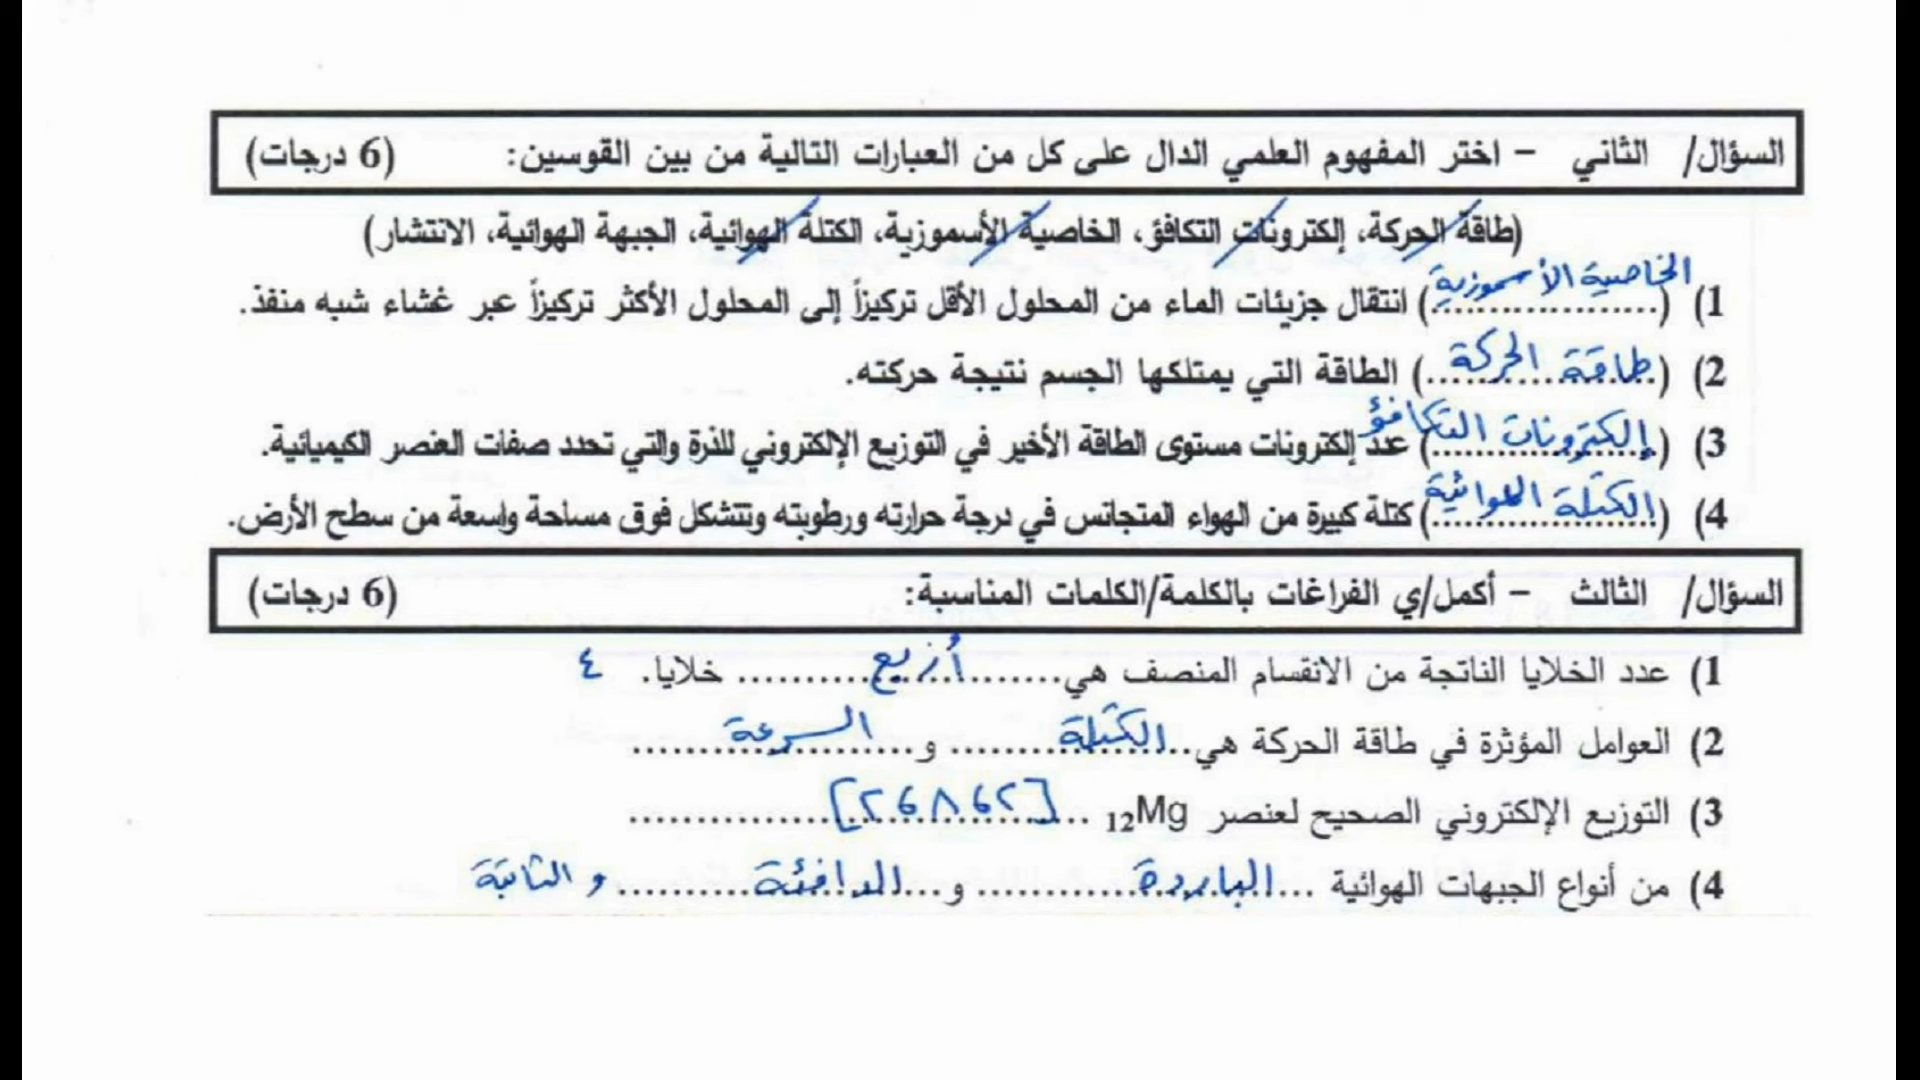 السؤال/ الثاني – اختر المفهوم العلمي الدال على كل من العبارات التالية من بين القوسين: (6 درجات)
(طاقة الحركة، إلكترونات التكافؤ، الخاصية الأسموزية، الكتلة الهوائية، الجبهة الهوائية، الانتشار)
1) (الخاصية الأسموزية) انتقال جزيئات الماء من المحلول الأقل تركيزاً إلى المحلول الأكثر تركيزاً عبر غشاء شبه منفذ.
2) (طاقة الحركة) الطاقة التي يمتلكها الجسم نتيجة حركته.
3) (إلكترونات التكافؤ) عدد إلكترونات مستوى الطاقة الأخير في التوزيع الإلكتروني للذرة والتي تحدد صفات العنصر الكيميائية.
4) (الكتلة الهوائية) كتلة كبيرة من الهواء المتجانس في درجة حرارته ورطوبته وتتشكل فوق مساحة واسعة من سطح الأرض.
السؤال/ الثالث – أكمل/ي الفراغات بالكلمة/الكلمات المناسبة: (6 درجات)
1) عدد الخلايا الناتجة من الانقسام المنصف هي......أربع.......... خلايا. ٤
2) العوامل المؤثرة في طاقة الحركة هي..الكتلة.......... و..السرعة..........
3) التوزيع الإلكتروني الصحيح لعنصر 12Mg ...[٢،٨،٢]...............
4) من أنواع الجبهات الهوائية ...الباردة............ و...الدافئة.......... و الثابتة